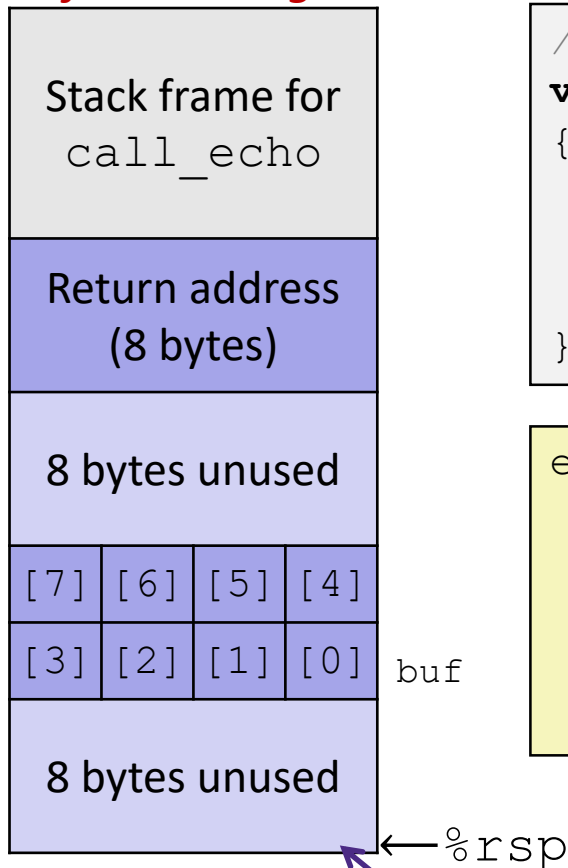 Stack frame for
call_echo
Return address
(8 bytes)
8 bytes unused
[7] [6] [5] [4]
[3] [2] [1] [0] buf
8 bytes unused
←%rsp
/
v
{
}
e